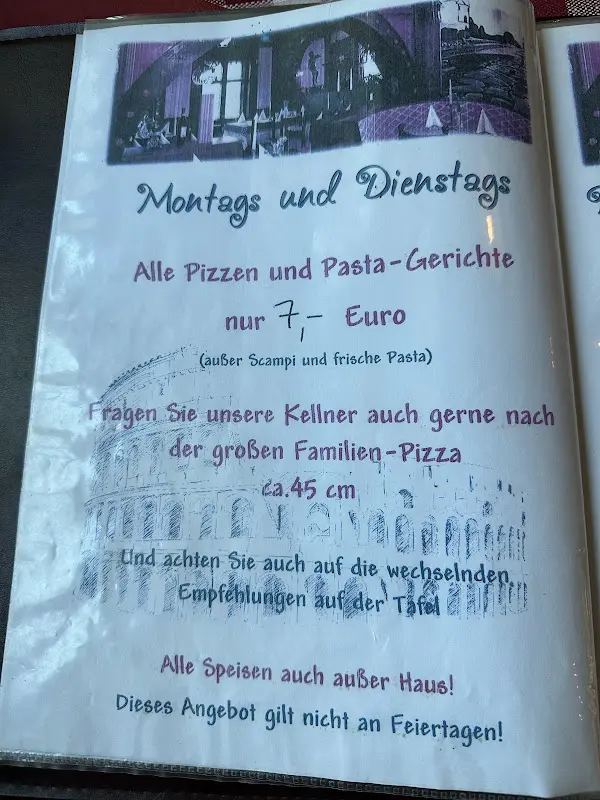 Montags und Dienstags
Alle Pizzen und Pasta-Gerichte
nur 7,- Euro
(außer Scampi und frische Pasta)
Fragen Sie unsere Kellner auch gerne nach
der großen Familien-Pizza
ca.45 cm
Und achten Sie auch auf die wechselnden
Empfehlungen auf der Tafel
Alle Speisen auch außer Haus!
Dieses Angebot gilt nicht an Feiertagen!